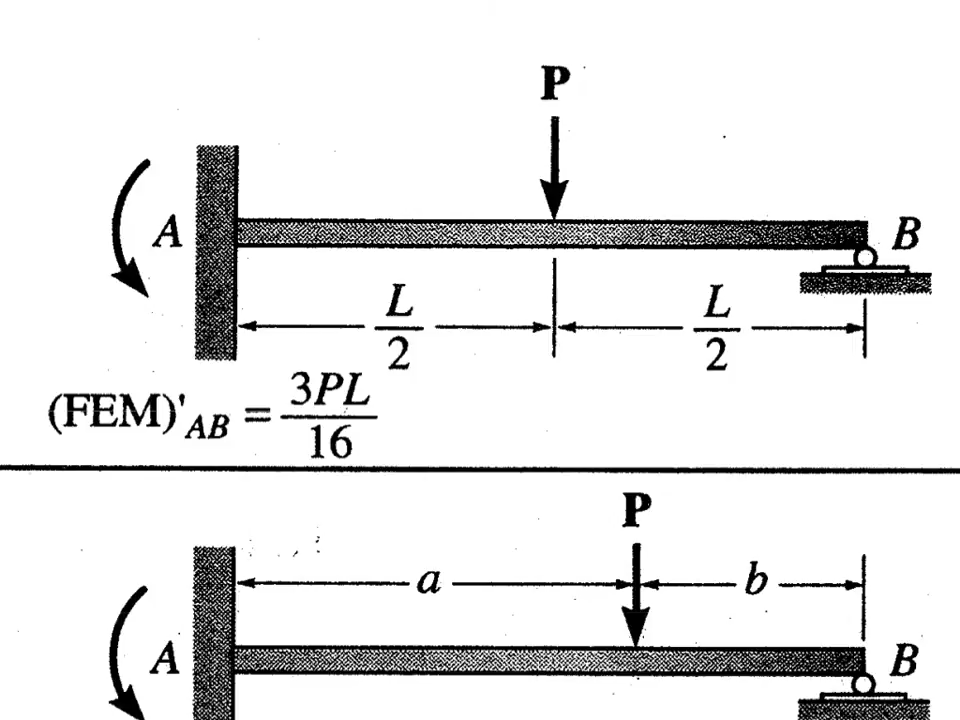 P
A B
L/2 L/2
(FEM)'AB = 3PL/16
P
a b
A B